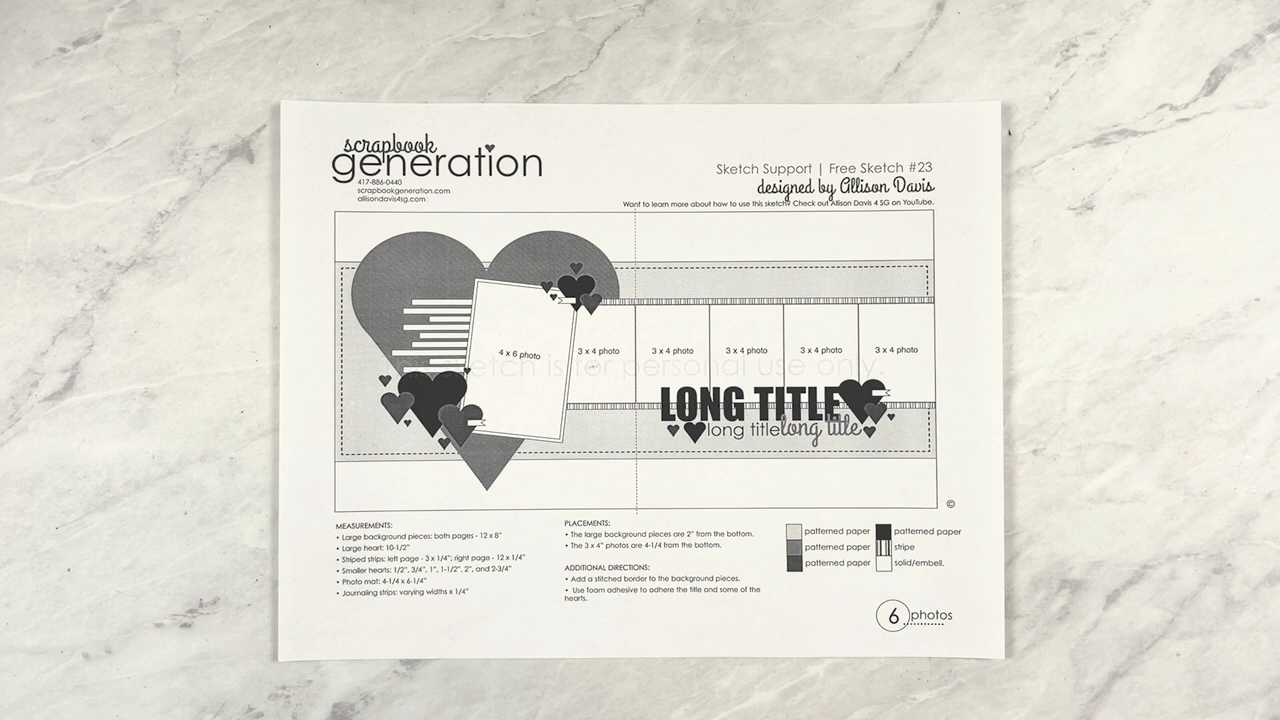 scrapbook
generation
417-886-0440
scrapbookgeneration.com
allisondavis4sg.com
Sketch Support | Free Sketch #23
designed by Allison Davis
Want to learn more about how to use this sketch? Check out Allison Davis 4 SG on YouTube.
4 x 6 photo
3 x 4 photo
3 x 4 photo
3 x 4 photo
3 x 4 photo
3 x 4 photo
sketch is for personal use only.
LONG TITLE
long title long title
©
MEASUREMENTS:
• Large background pieces: both pages - 12 x 8"
• Large heart: 10-1/2"
• Striped strips: left page - 3 x 1/4"; right page - 12 x 1/4"
• Smaller hearts: 1/2", 3/4", 1", 1-1/2", 2", and 2-3/4"
• Photo mat: 4-1/4 x 6-1/4"
• Journaling strips: varying widths x 1/4"
PLACEMENTS:
• The large background pieces are 2" from the bottom.
• The 3 x 4" photos are 4-1/4 from the bottom.
ADDITIONAL DIRECTIONS:
• Add a stitched border to the background pieces.
• Use foam adhesive to adhere the title and some of the
hearts.
patterned paper
patterned paper
patterned paper
patterned paper
stripe
solid/embell.
6 photos